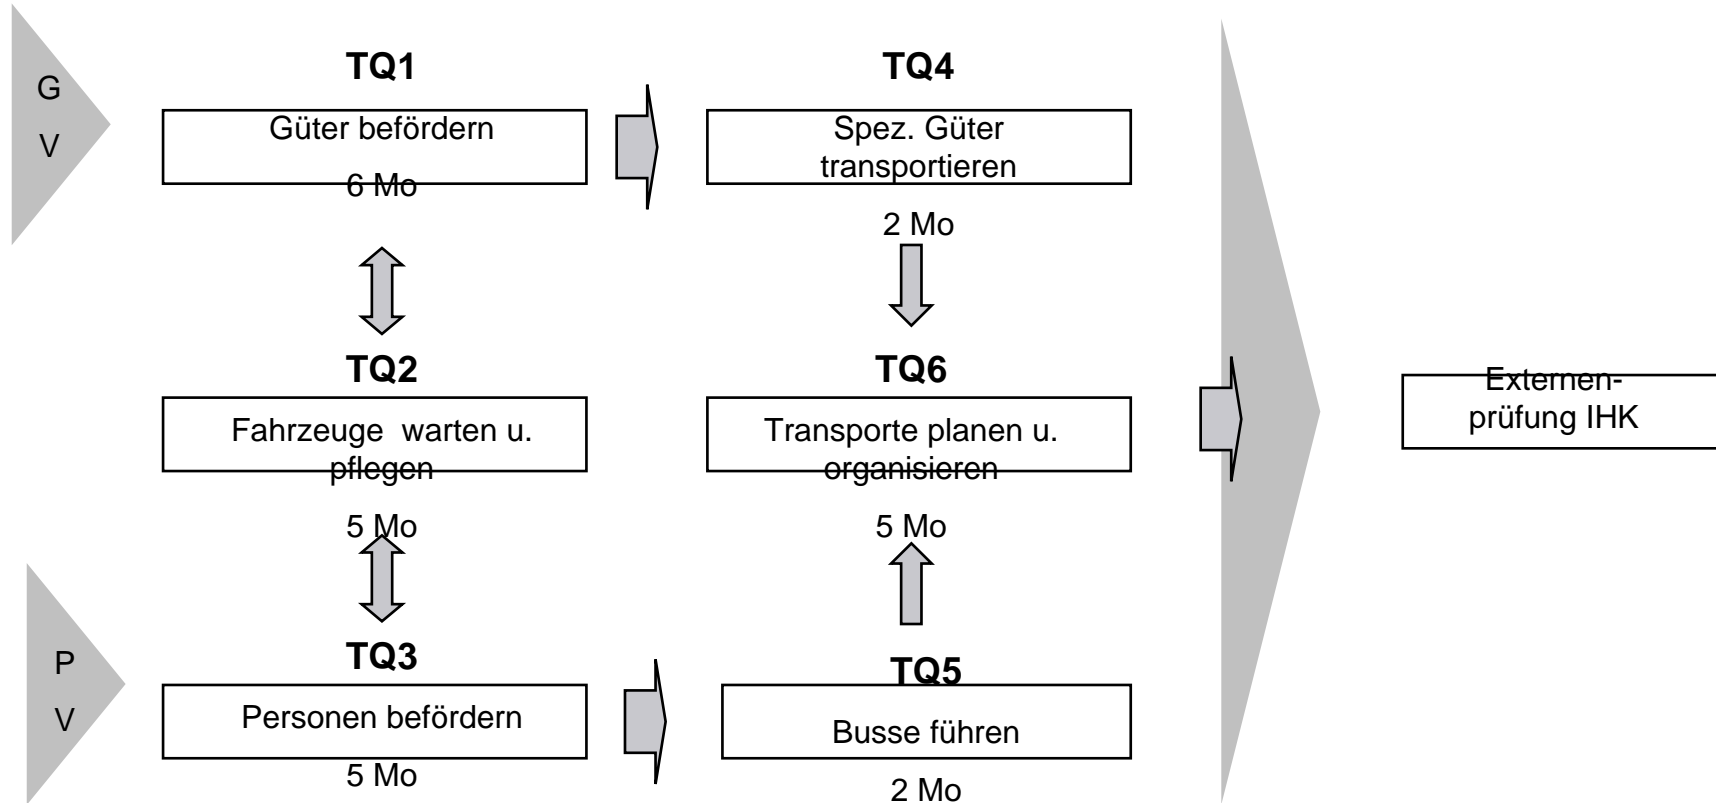 G
V
TQ1
Güter befördern
6 Mo
TQ4
Spez. Güter
transportieren
2 Mo
TQ2
Fahrzeuge warten u.
pflegen
5 Mo
TQ6
Transporte planen u.
organisieren
5 Mo
Externen-
prüfung IHK
P
V
TQ3
Personen befördern
5 Mo
TQ5
Busse führen
2 Mo